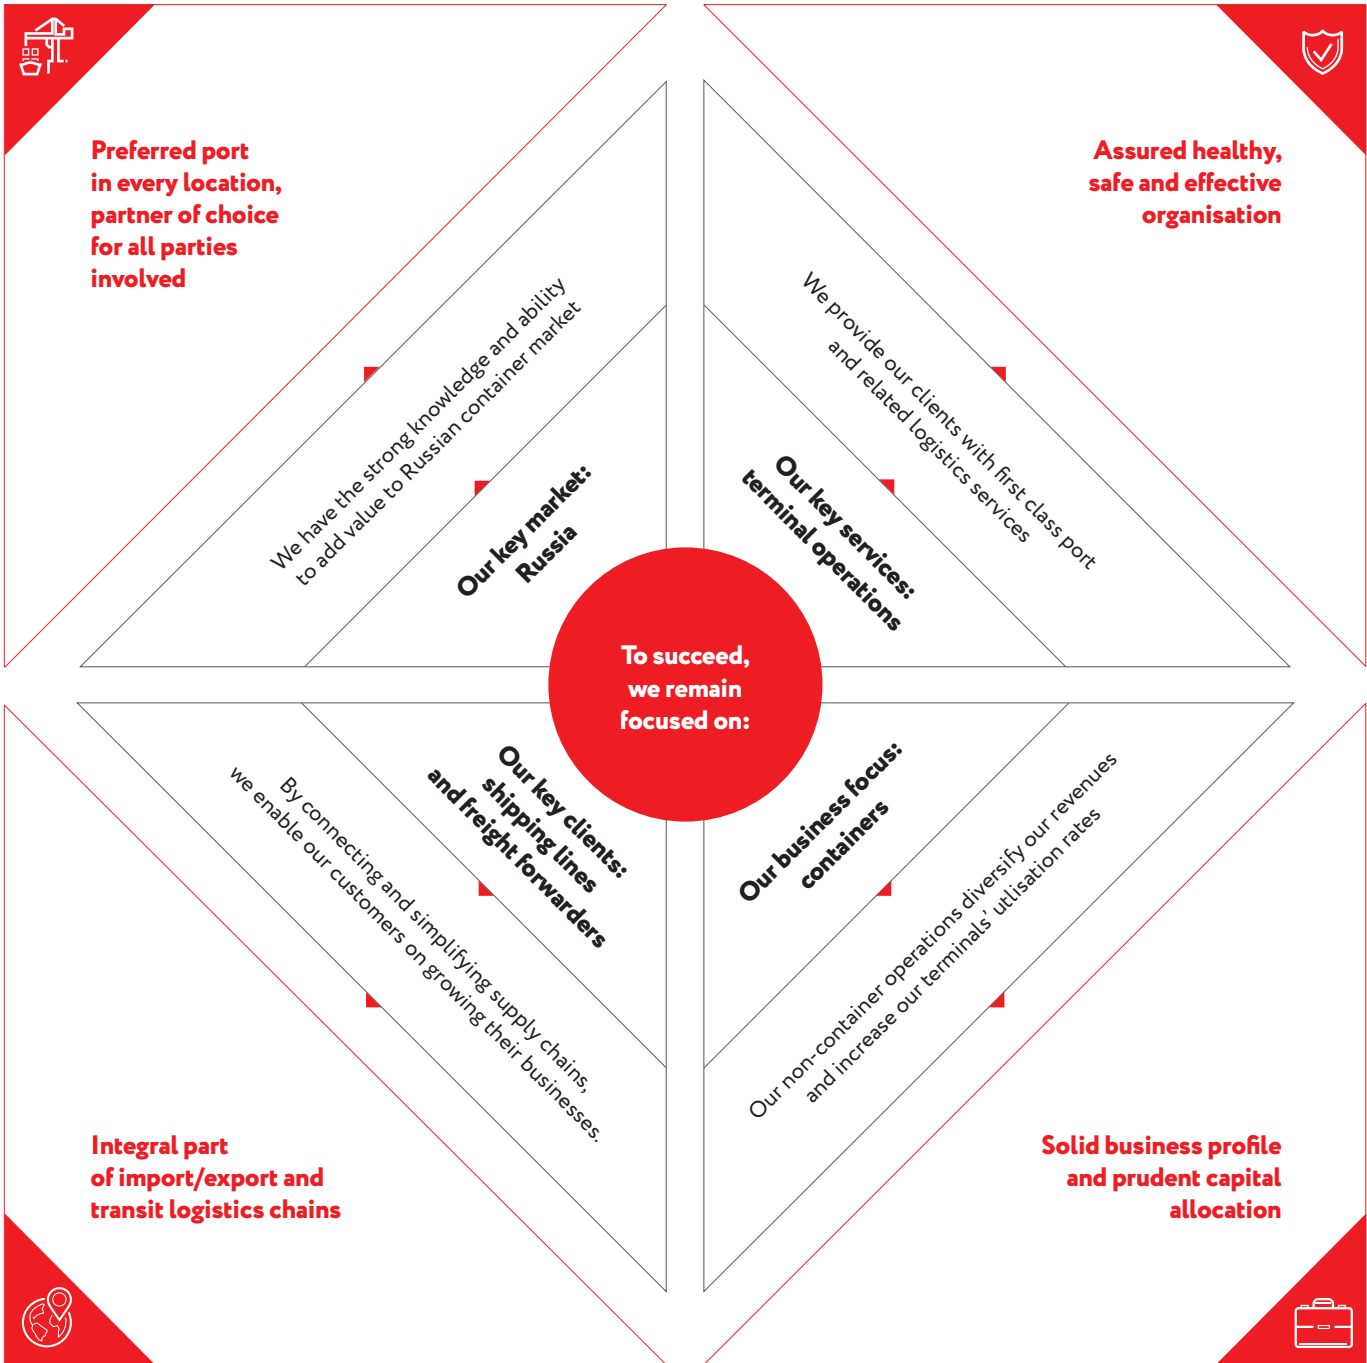 Preferred port
in every location,
partner of choice
for all parties
involved
We have the strong knowledge and ability
to add value to Russian container market
Our key market:
Russia
Assured healthy,
safe and effective
organisation
We provide our clients with first class port
and related logistics services
Our key services:
terminal operations
To succeed,
we remain
focused on:
Our key clients:
shipping lines
and freight forwarders
By connecting and simplifying supply chains,
we enable our customers on growing their businesses.
Integral part
of import/export and
transit logistics chains
Our business focus:
containers
Our non-container operations diversify our revenues
and increase our terminals’ utlisation rates
Solid business profile
and prudent capital
allocation